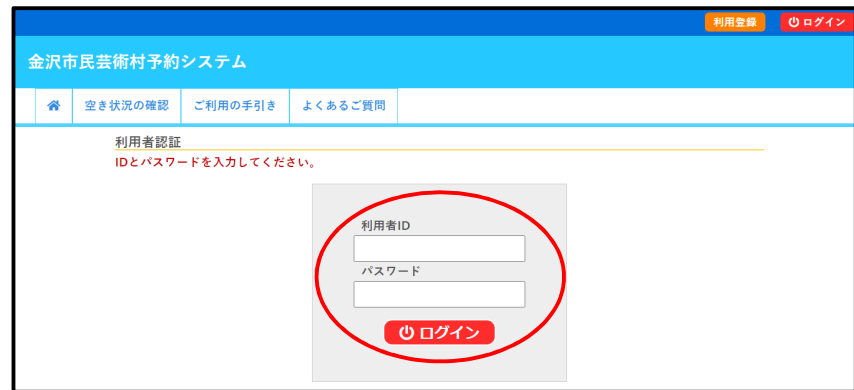 利用登録 ログイン
金沢市民芸術村予約システム
空き状況の確認 ご利用の手引き よくあるご質問
利用者認証
IDとパスワードを入力してください。
利用者ID
パスワード
ログイン